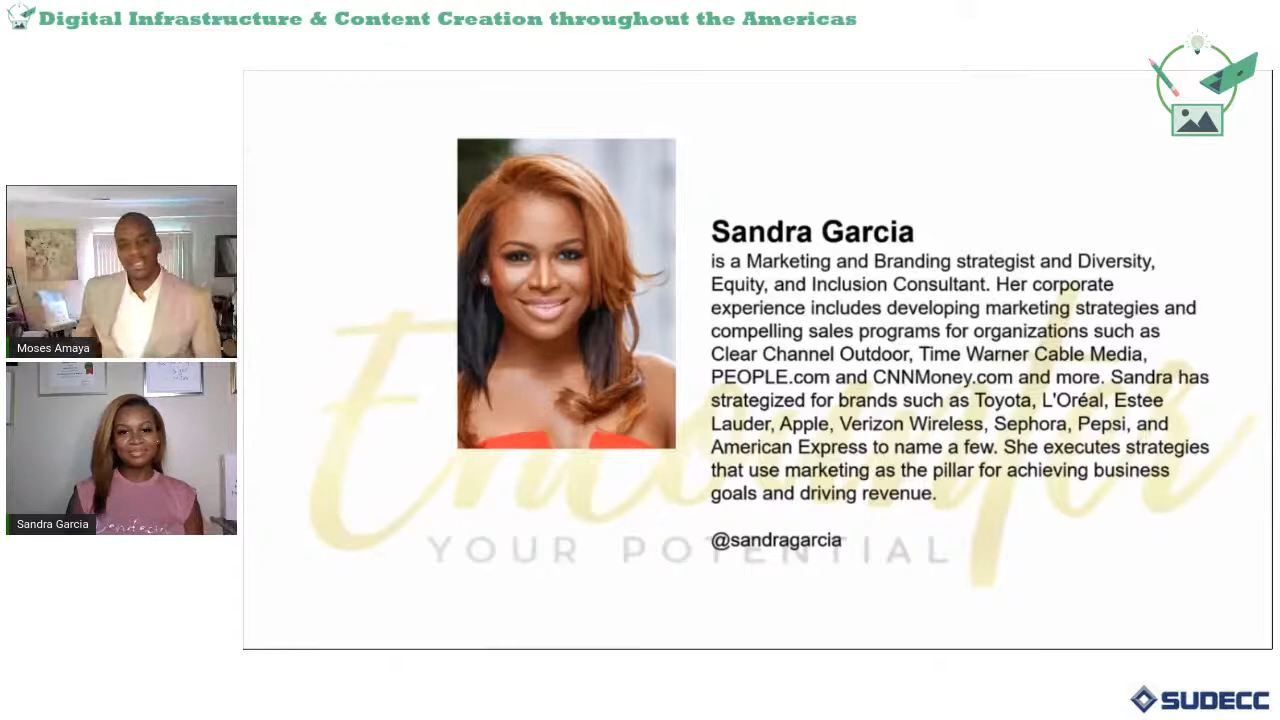 Digital Infrastructure & Content Creation throughout the Americas
Moses Amaya
Sandra Garcia
Sandra Garcia
is a Marketing and Branding strategist and Diversity,
Equity, and Inclusion Consultant. Her corporate
experience includes developing marketing strategies and
compelling sales programs for organizations such as
Clear Channel Outdoor, Time Warner Cable Media,
PEOPLE.com and CNNMoney.com and more. Sandra has
strategized for brands such as Toyota, L'Oréal, Estee
Lauder, Apple, Verizon Wireless, Sephora, Pepsi, and
American Express to name a few. She executes strategies
that use marketing as the pillar for achieving business
goals and driving revenue.
@sandragarcia
Encounter
YOUR POTENTIAL
SUDECC